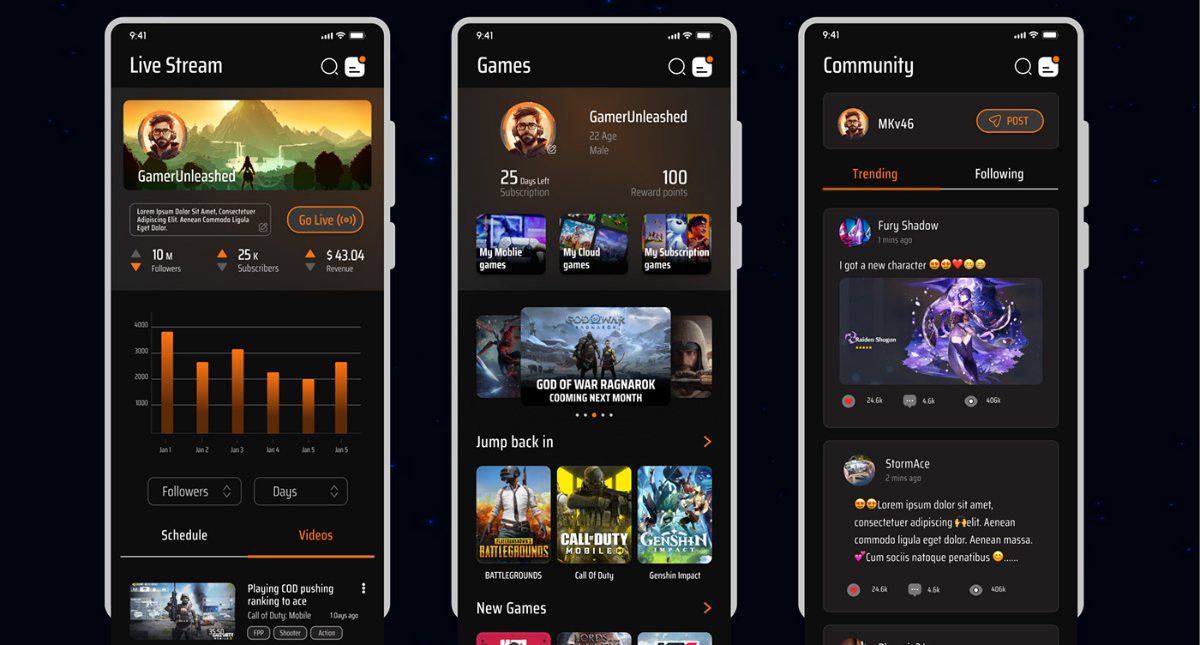 9:41
Live Stream
GamerUnleashed
Lorem Ipsum Dolor Sit Amet, Consectetuer
Adipiscing Elit. Aenean Commodo Ligula
Eget Dolor.
Go Live
10 M
Followers
25 K
Subscribers
$ 43.04
Revenue
4000
3000
2000
1000
Jan 1
Jan 2
Jan 3
Jan 4
Jan 5
Jan 5
Followers
Days
Schedule
Videos
Playing COD pushing
ranking to ace
Call of Duty: Mobile
10ays ago
FPP
Shooter
Action
9:41
Games
GamerUnleashed
22 Age
Male
25 Days Left
Subscription
100
Reward points
My Moblie
games
My Cloud
games
My Subscription
games
GOD OF WAR
RAGNARÖK
GOD OF WAR RAGNAROK
COOMING NEXT MONTH
Jump back in
PLAYERUNKNOWN'S
BATTLEGROUNDS
CALL OF DUTY
MOBILE
GENSHIN
IMPACT
BATTLEGROUNDS
Call Of Duty
Genshin Impact
New Games
LORDS
9:41
Community
MKv46
POST
Trending
Following
Fury Shadow
1 mins ago
I got a new character 😍😍❤️😊😊
Raiden Shogun
24.6k
4.6k
406k
StormAce
2 mins ago
😍😍Lorem ipsum dolor sit amet,
consectetuer adipiscing 🙌elit. Aenean
commodo ligula eget dolor. Aenean massa.
💕Cum sociis natoque penatibus 😊......
24.6k
4.6k
406k